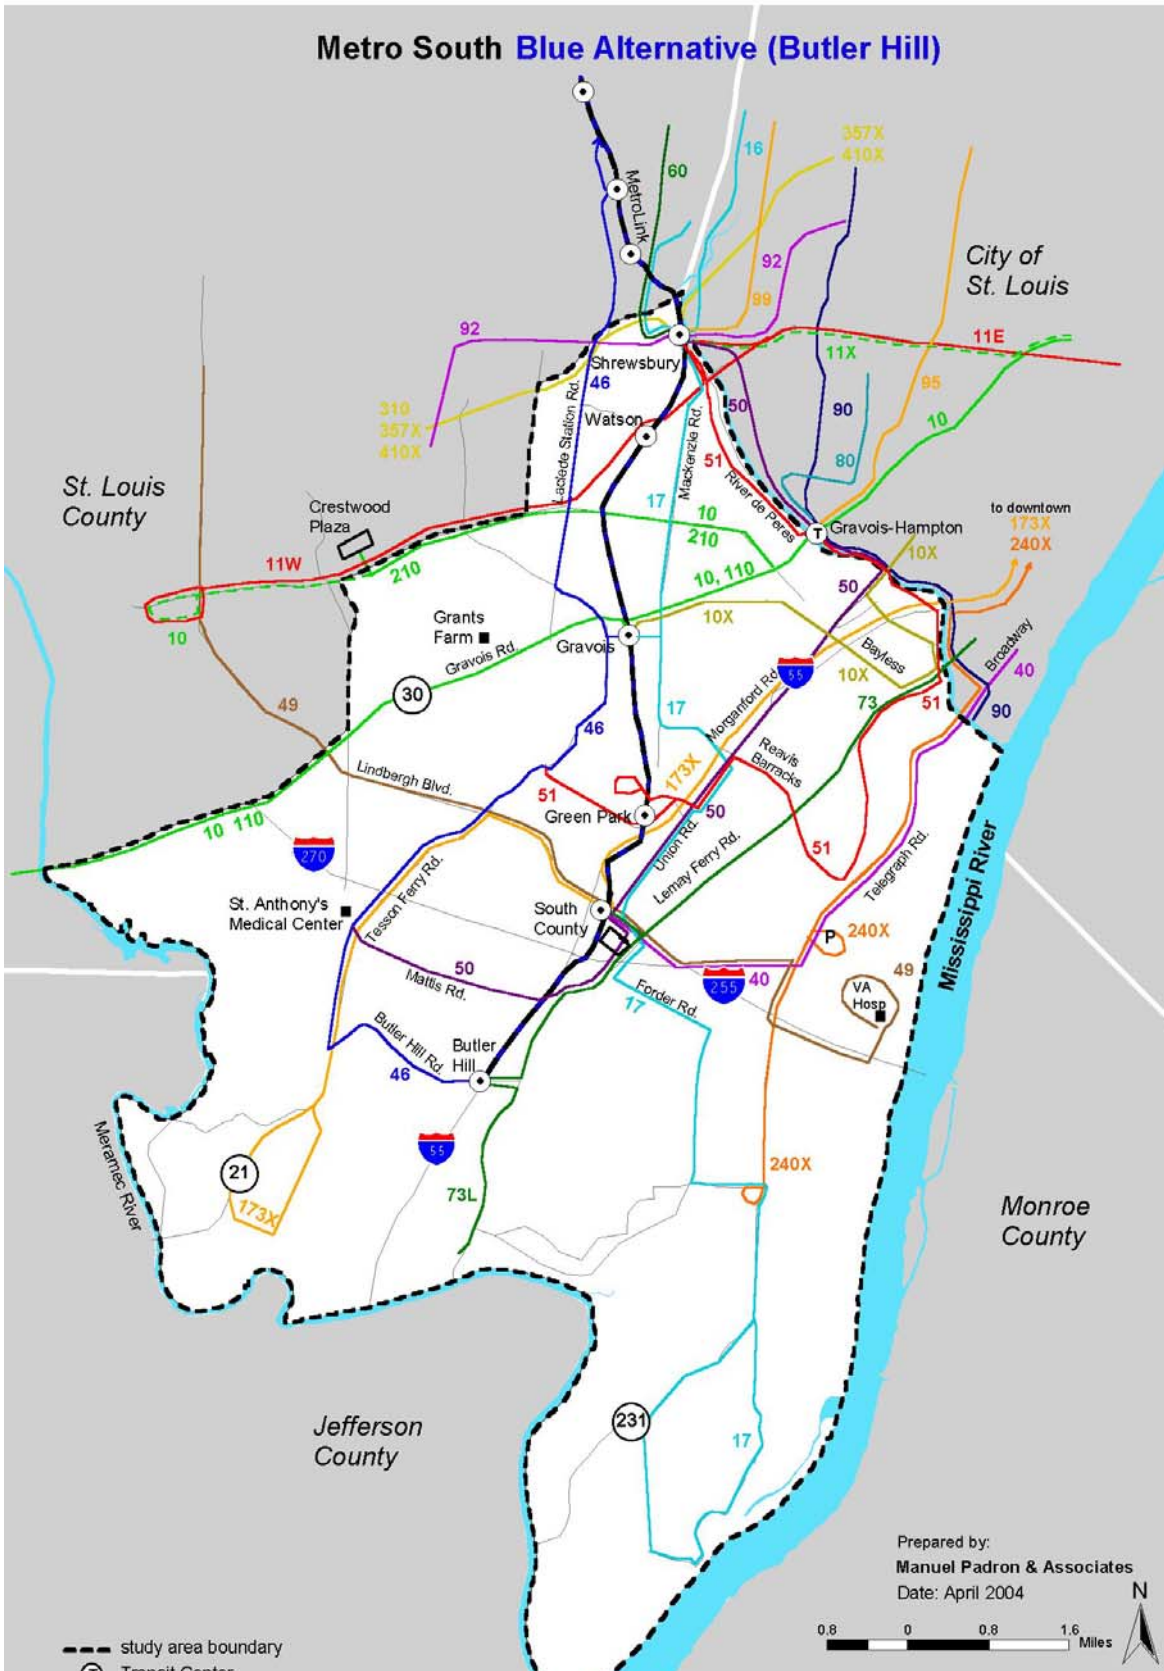 Metro South Blue Alternative (Butler Hill)
357X
410X
16
60
MetroLink
92
City of
St. Louis
99
92
11E
11X
Shrewsbury
46
50
90
95
10
310
357X
410X
Laclede Station Rd.
Watson
Mackenzie Rd.
51
80
St. Louis
County
Crestwood
Plaza
17
River de Peres
to downtown
173X
240X
10
210
Gravois-Hampton
10X
11W
210
10, 110
50
10
Grants
Farm
10X
Gravois Rd.
Gravois
Bayless
Broadway
40
30
55
10X
73
51
90
49
46
17
Morganford Rd.
Lindbergh Blvd.
173X
Reavis
Barracks
51
Green Park
50
10 110
270
Union Rd.
Lemay Ferry Rd.
51
Telegraph Rd.
Mississippi River
Tesson Ferry Rd.
St. Anthony's
Medical Center
South
County
P
240X
50
Mattis Rd.
40
49
255
17
Forder Rd.
VA
Hosp
Butler Hill Rd.
Butler
Hill
46
Meramec River
55
21
173X
73L
240X
Monroe
County
Jefferson
County
231
17
Prepared by:
Manuel Padron & Associates
Date: April 2004
N
0.8 0 0.8 1.6
Miles
study area boundary
T Transit Center